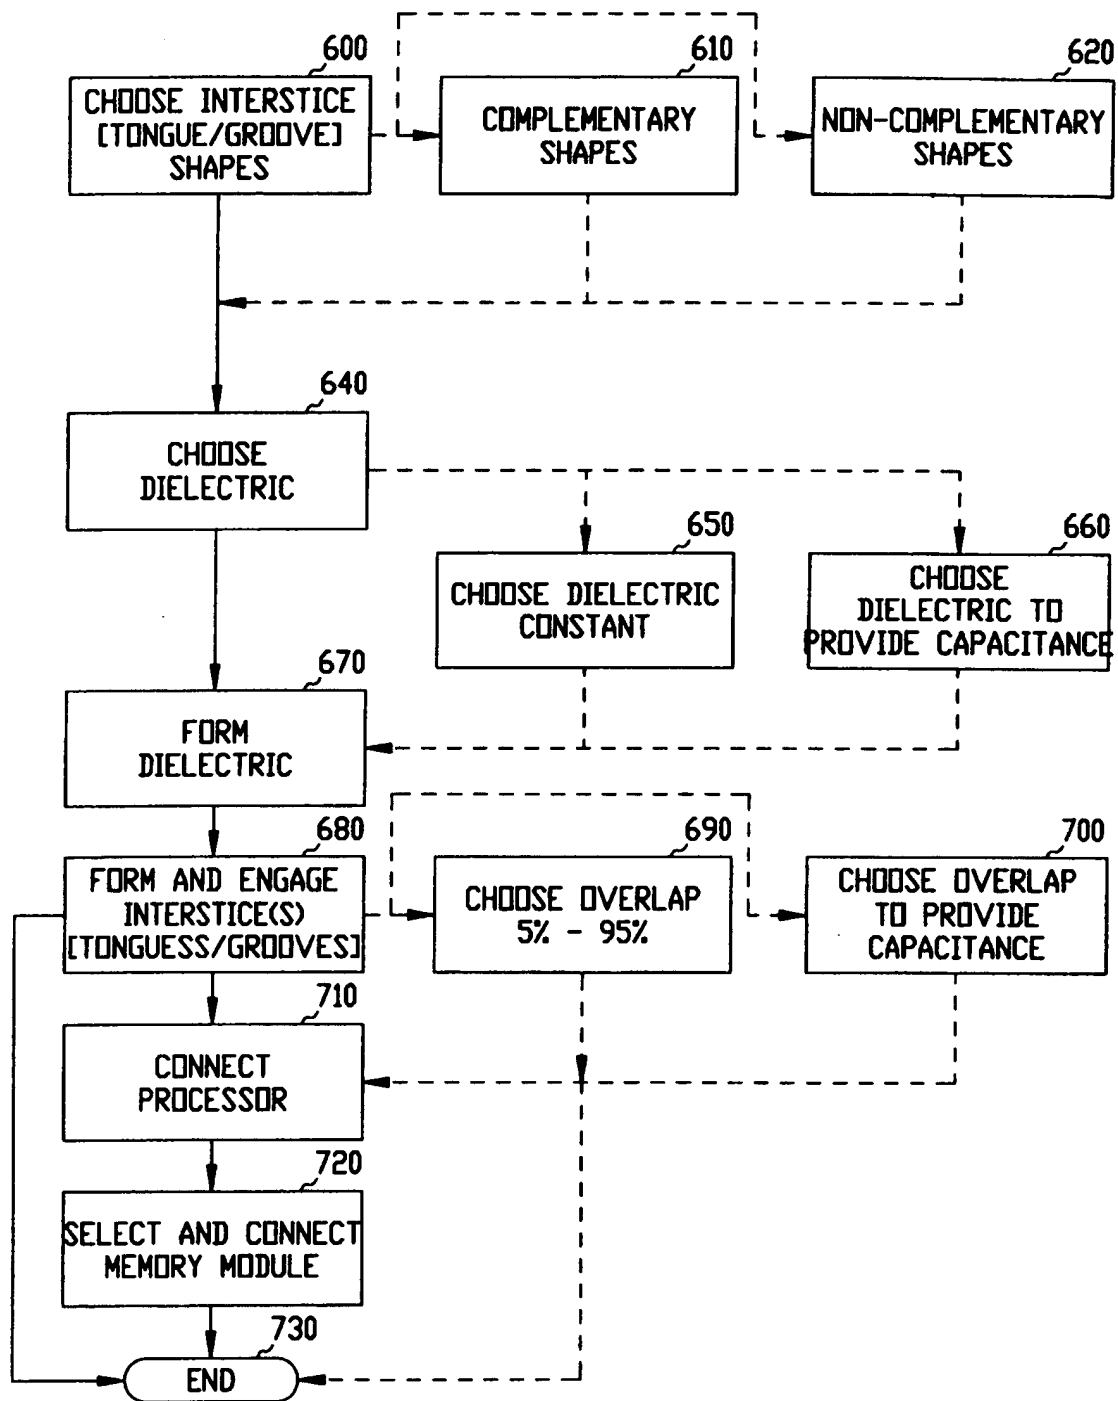 600
CHOOSE INTERSTICE
[TONGUE/GROOVE]
SHAPES
610
COMPLEMENTARY
SHAPES
620
NON-COMPLEMENTARY
SHAPES
640
CHOOSE
DIELECTRIC
650
CHOOSE DIELECTRIC
CONSTANT
660
CHOOSE
DIELECTRIC TO
PROVIDE CAPACITANCE
670
FORM
DIELECTRIC
680
FORM AND ENGAGE
INTERSTICE(S)
[TONGUESS/GROOVES]
690
CHOOSE OVERLAP
5% - 95%
700
CHOOSE OVERLAP
TO PROVIDE
CAPACITANCE
710
CONNECT
PROCESSOR
720
SELECT AND CONNECT
MEMORY MODULE
730
END